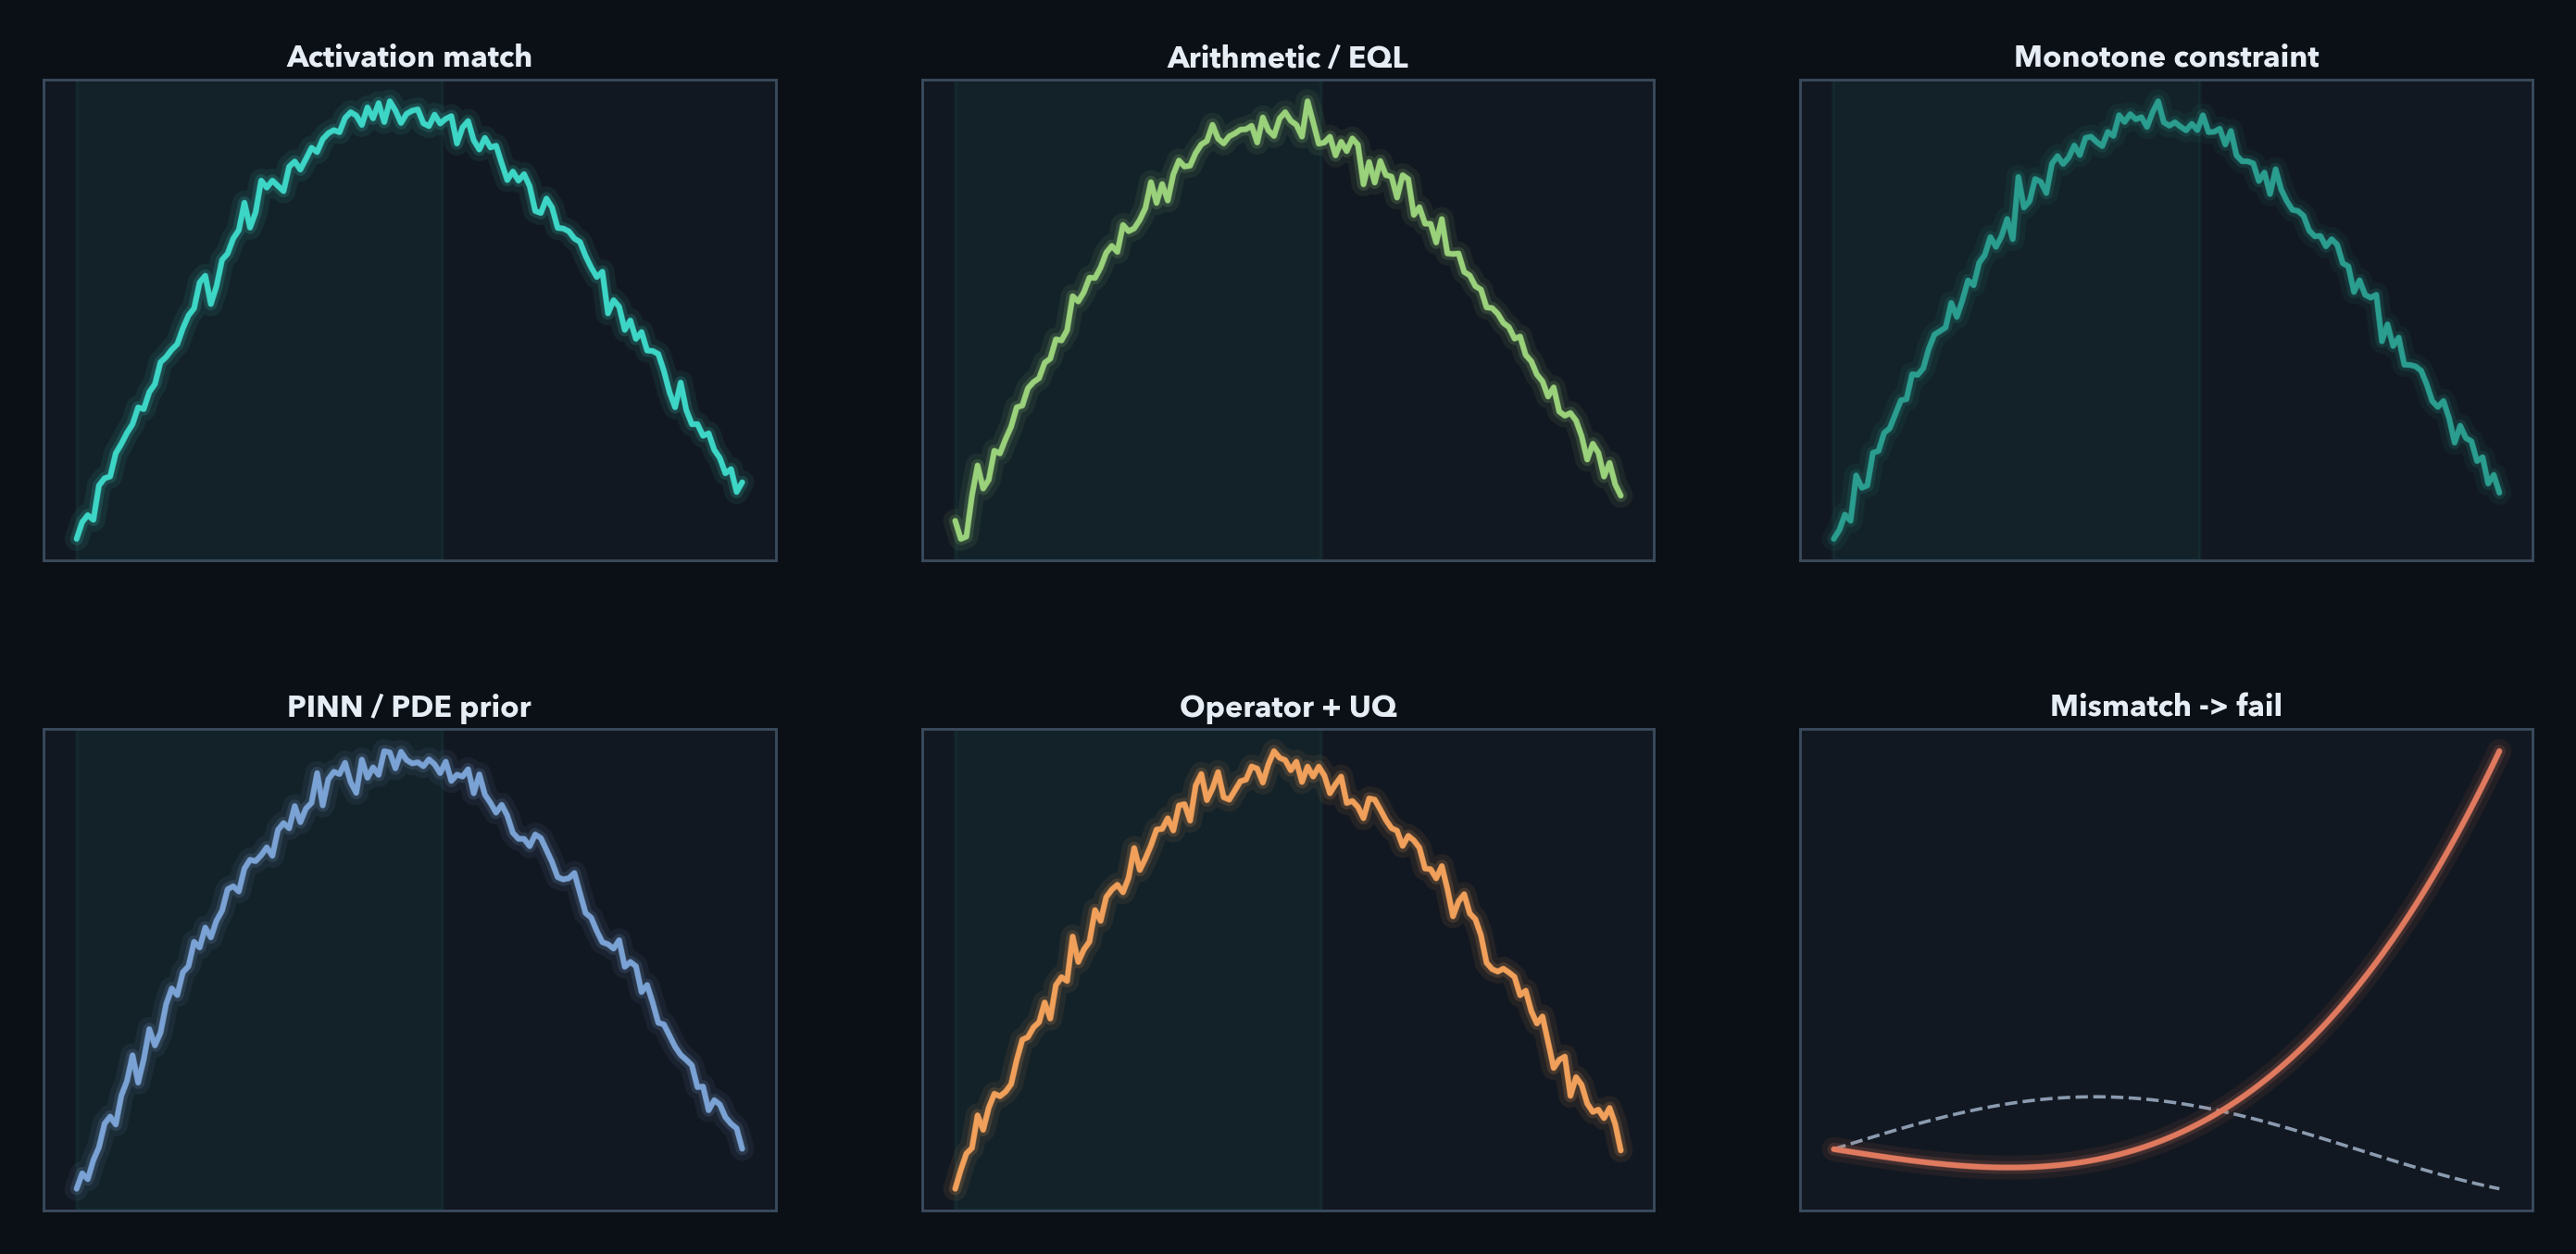 Activation match
Arithmetic / EQL
Monotone constraint
PINN / PDE prior
Operator + UQ
Mismatch -> fail